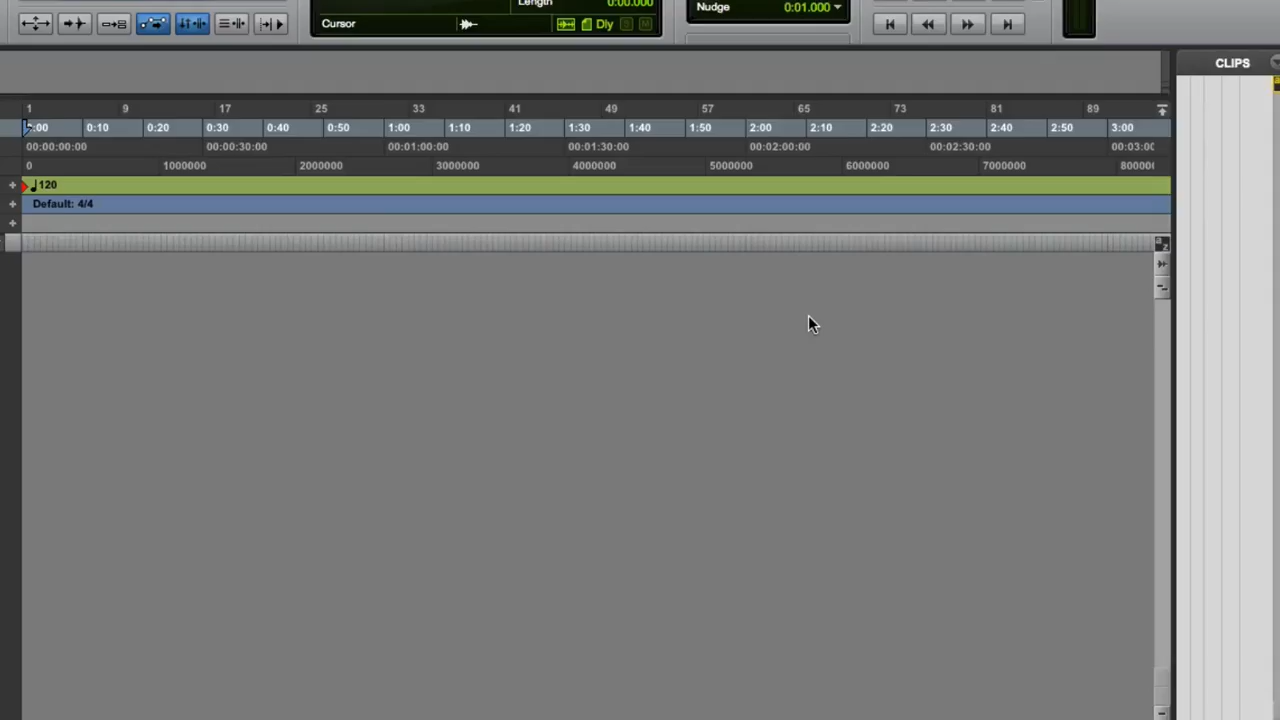 Length 0:00.000
Nudge 0:01.000
Cursor Dly S M
CLIPS
1 9 17 25 33 41 49 57 65 73 81 89
:00 0:10 0:20 0:30 0:40 0:50 1:00 1:10 1:20 1:30 1:40 1:50 2:00 2:10 2:20 2:30 2:40 2:50 3:00
00:00:00:00 00:00:30:00 00:01:00:00 00:01:30:00 00:02:00:00 00:02:30:00 00:03:00
0 1000000 2000000 3000000 4000000 5000000 6000000 7000000 800000
120
Default: 4/4
a z